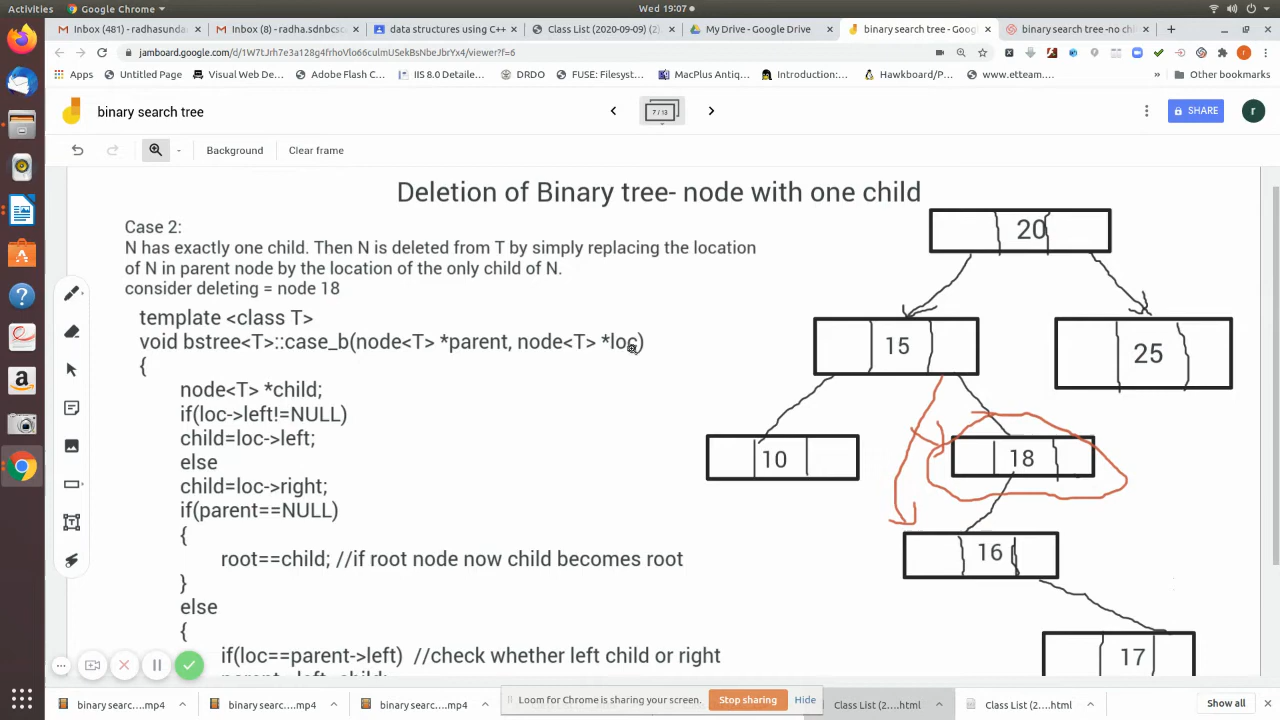 Activities
Google Chrome
Wed 19:07
Inbox (481) - radhasunda
Inbox (8) - radha.sdnbcs
data structures using C++
Class List (2020-09-09) (2)
My Drive - Google Drive
binary search tree - Goog
binary search tree -no chi
jamboard.google.com/d/1W7tJrh7e3a128g4frhoVlo66culmUSekBsNbeJbrYx4/viewer?f=6
Apps
Untitled Page
Visual Web De...
Adobe Flash C...
IIS 8.0 Detaile...
DRDO
FUSE: Filesyst...
MacPlus Antiq...
Introduction:...
Hawkboard/P...
www.etteam.…
Other bookmarks
binary search tree
7 / 13
SHARE
r
Background
Clear frame
Deletion of Binary tree- node with one child
Case 2:
N has exactly one child. Then N is deleted from T by simply replacing the location
of N in parent node by the location of the only child of N.
consider deleting = node 18
template <class T>
void bstree<T>::case_b(node<T> *parent, node<T> *loc)
{
node<T> *child;
if(loc->left!=NULL)
child=loc->left;
else
child=loc->right;
if(parent==NULL)
{
root==child; //if root node now child becomes root
}
else
{
if(loc==parent->left) //check whether left child or right
parent->left=child;
20
15
25
10
18
16
17
Loom for Chrome is sharing your screen.
Stop sharing
Hide
binary searc....mp4
binary searc....mp4
binary searc....mp4
Class List (2....html
Class List (2....html
Show all